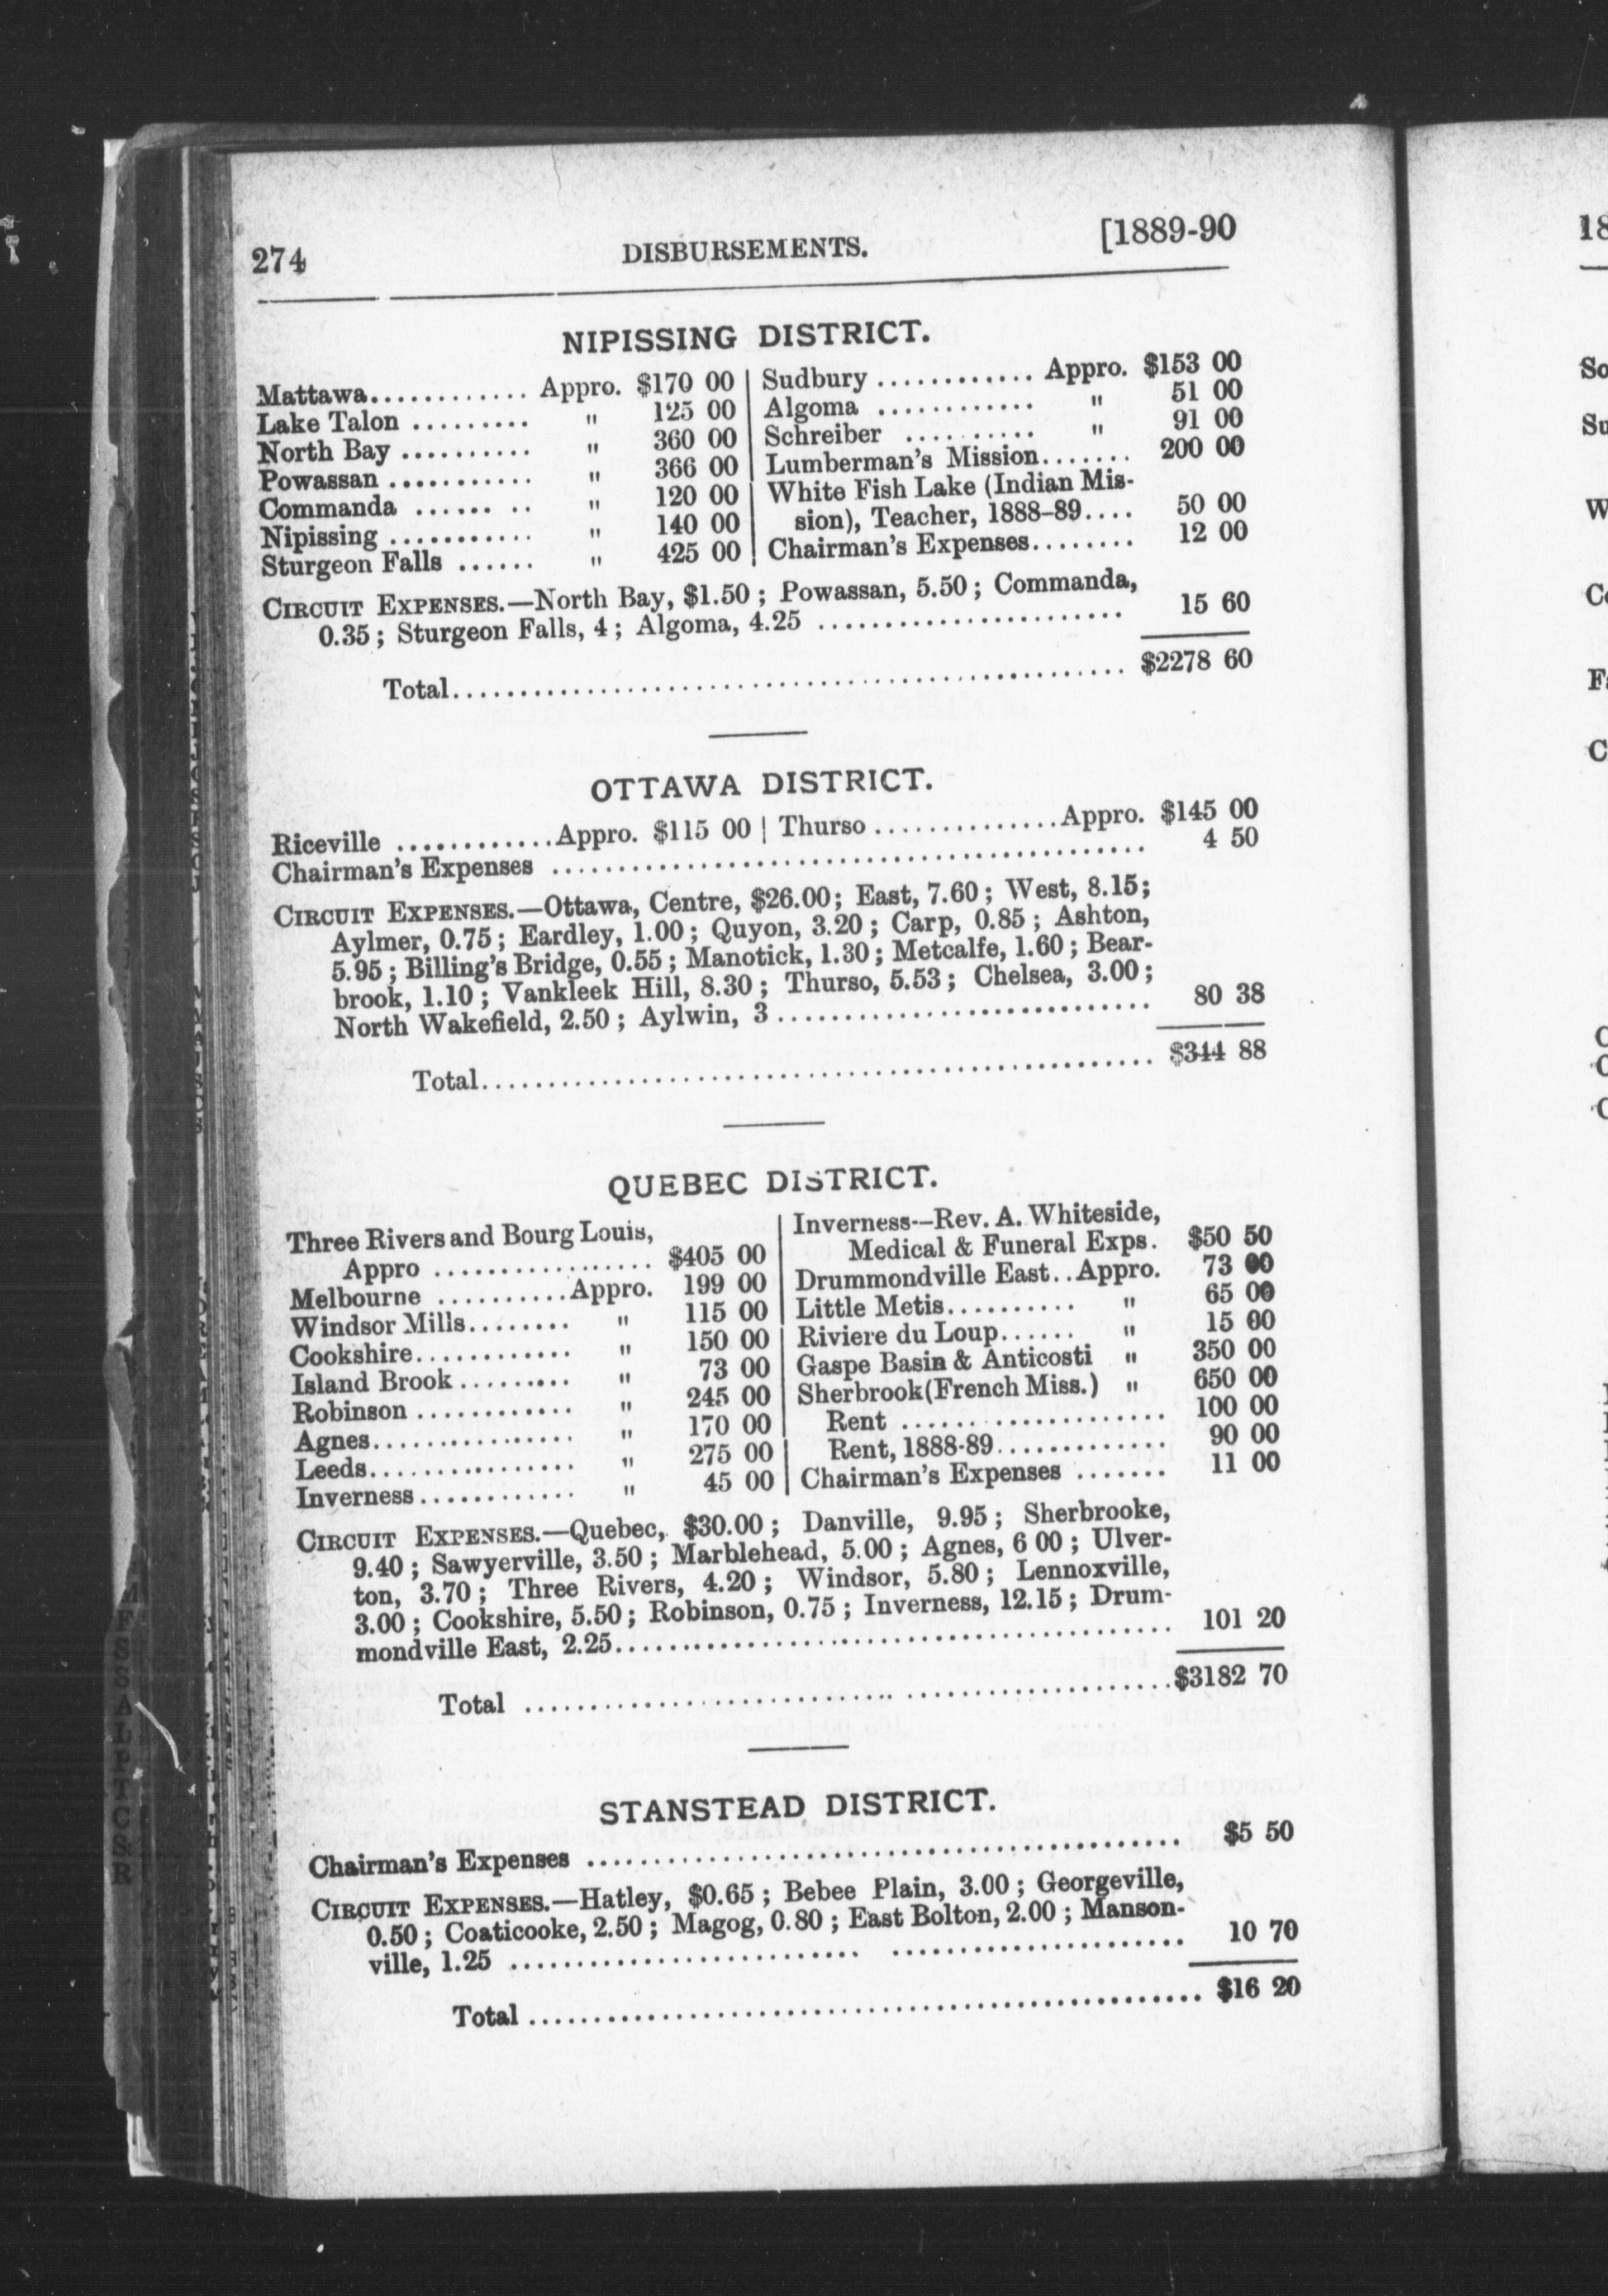 274 DISBURSEMENTS. [1889-90
NIPISSING DISTRICT.
Mattawa............ Appro. $170 00
Lake Talon ......... " 125 00
North Bay .......... " 360 00
Powassan ........... " 366 00
Commanda ...... .. " 120 00
Nipissing ........... " 140 00
Sturgeon Falls ...... " 425 00
Sudbury ............ Appro. $153 00
Algoma ............ " 51 00
Schreiber .......... " 91 00
Lumberman's Mission....... 200 00
White Fish Lake (Indian Mis-
sion), Teacher, 1888-89.... 50 00
Chairman's Expenses........ 12 00
CIRCUIT EXPENSES.—North Bay, $1.50 ; Powassan, 5.50 ; Commanda,
0.35 ; Sturgeon Falls, 4 ; Algoma, 4.25 ....................... 15 60
Total.................................................. $2278 60
OTTAWA DISTRICT.
Riceville ............Appro. $115 00 | Thurso ..............Appro. $145 00
Chairman's Expenses ............................................. 4 50
CIRCUIT EXPENSES.—Ottawa, Centre, $26.00; East, 7.60 ; West, 8.15;
Aylmer, 0.75 ; Eardley, 1.00 ; Quyon, 3.20 ; Carp, 0.85 ; Ashton,
5.95 ; Billing's Bridge, 0.55 ; Manotick, 1.30 ; Metcalfe, 1.60 ; Bear-
brook, 1.10 ; Vankleek Hill, 8.30 ; Thurso, 5.53 ; Chelsea, 3.00 ;
North Wakefield, 2.50 ; Aylwin, 3 ............................ 80 38
Total.................................................. $344 88
QUEBEC DISTRICT.
Three Rivers and Bourg Louis,
Appro ................. $405 00
Melbourne ..........Appro. 199 00
Windsor Mills........ " 115 00
Cookshire............ " 150 00
Island Brook......... " 73 00
Robinson ............ " 245 00
Agnes................ " 170 00
Leeds................ " 275 00
Inverness............ " 45 00
Inverness--Rev. A. Whiteside,
Medical & Funeral Exps. $50 50
Drummondville East..Appro. 73 00
Little Metis.......... " 65 00
Riviere du Loup...... " 15 00
Gaspe Basin & Anticosti " 350 00
Sherbrook(French Miss.) " 650 00
Rent .................... 100 00
Rent, 1888-89............. 90 00
Chairman's Expenses ....... 11 00
CIRCUIT EXPENSES.—Quebec, $30.00 ; Danville, 9.95 ; Sherbrooke,
9.40 ; Sawyerville, 3.50 ; Marblehead, 5.00 ; Agnes, 6 00 ; Ulver-
ton, 3.70 ; Three Rivers, 4.20 ; Windsor, 5.80 ; Lennoxville,
3.00 ; Cookshire, 5.50 ; Robinson, 0.75 ; Inverness, 12.15 ; Drum-
mondville East, 2.25......................................... 101 20
Total .................................................$3182 70
STANSTEAD DISTRICT.
Chairman's Expenses ............................................. $5 50
CIRCUIT EXPENSES.—Hatley, $0.65 ; Bebee Plain, 3.00 ; Georgeville,
0.50 ; Coaticooke, 2.50 ; Magog, 0.80 ; East Bolton, 2.00 ; Manson-
ville, 1.25 .................................................. 10 70
Total .................................................. $16 20